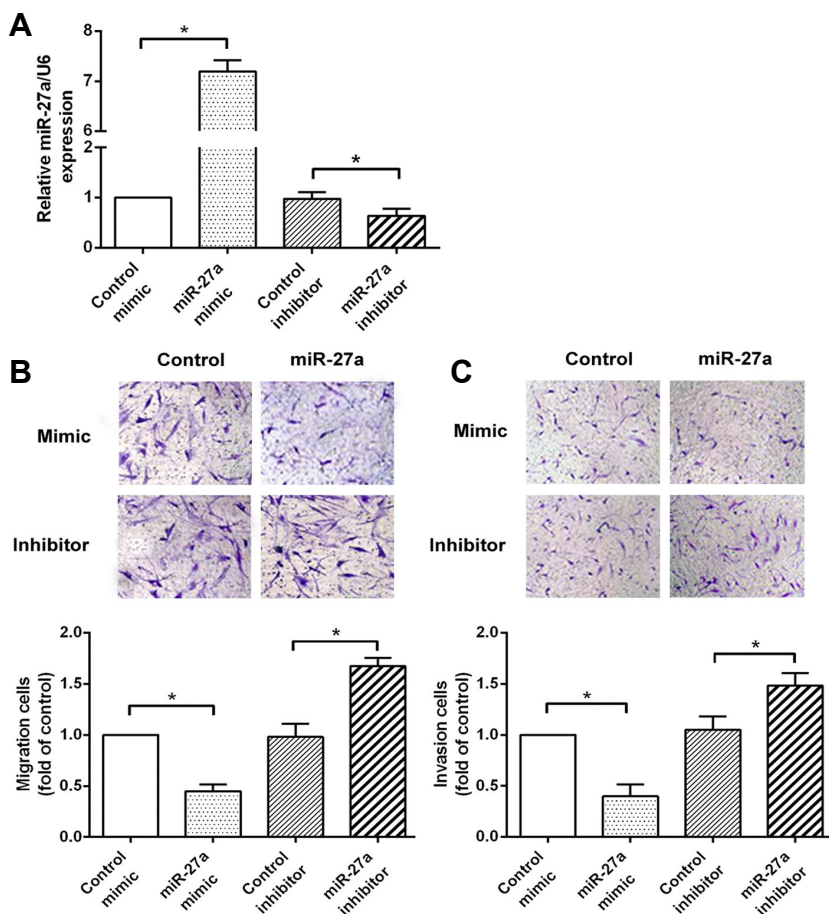 A
Relative miR-27a/U6
expression
8
7
6
2
1
0
*
*
Control
mimic
miR-27a
mimic
Control
inhibitor
miR-27a
inhibitor
B
Control
miR-27a
Mimic
Inhibitor
Migration cells
(fold of control)
2.0
1.5
1.0
0.5
0.0
*
*
Control
mimic
miR-27a
mimic
Control
inhibitor
miR-27a
inhibitor
C
Control
miR-27a
Mimic
Inhibitor
Invasion cells
(fold of control)
2.0
1.5
1.0
0.5
0.0
*
*
Control
mimic
miR-27a
mimic
Control
inhibitor
miR-27a
inhibitor